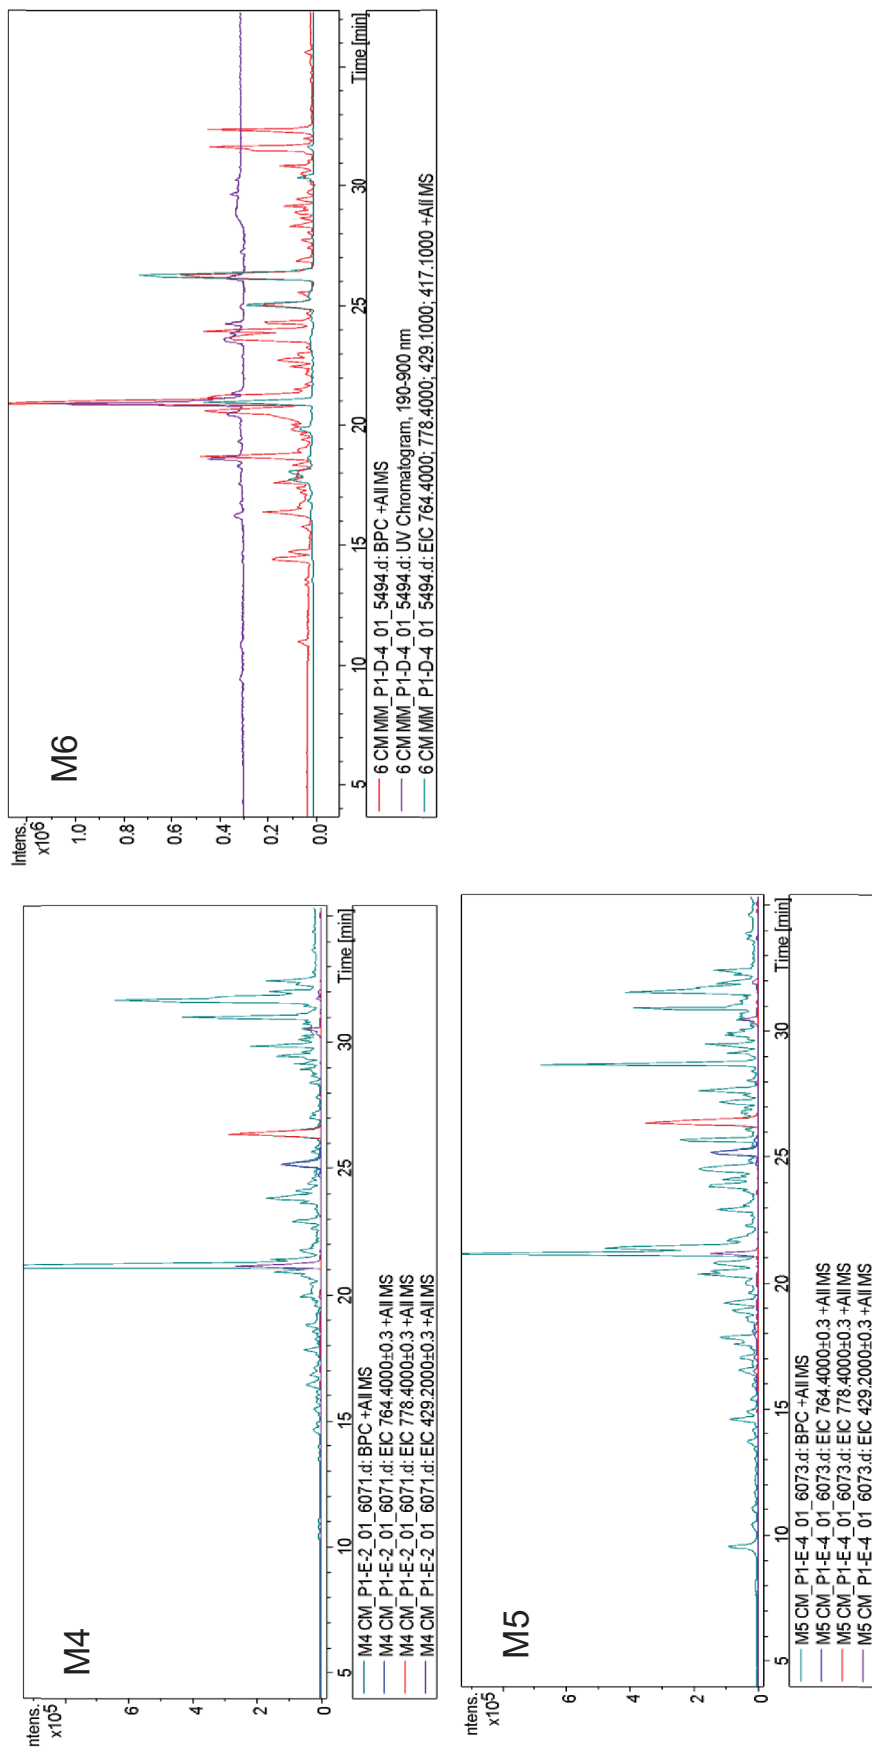 M4
ntens.
x10⁵
6
4
2
0
5
10
15
20
25
30
Time [min]
M4 CM_P1-E-2_01_6071.d: BPC +All MS
M4 CM_P1-E-2_01_6071.d: EIC 764.4000±0.3 +All MS
M4 CM_P1-E-2_01_6071.d: EIC 778.4000±0.3 +All MS
M4 CM_P1-E-2_01_6071.d: EIC 429.2000±0.3 +All MS
M6
Intens.
x10⁶
1.0
0.8
0.6
0.4
0.2
0.0
5
10
15
20
25
30
Time [min]
6 CM MM_P1-D-4_01_5494.d: BPC +All MS
6 CM MM_P1-D-4_01_5494.d: UV Chromatogram, 190-900 nm
6 CM MM_P1-D-4_01_5494.d: EIC 764.4000; 778.4000; 429.1000; 417.1000 +All MS
M5
ntens.
x10⁵
6
4
2
0
5
10
15
20
25
30
Time [min]
M5 CM_P1-E-4_01_6073.d: BPC +All MS
M5 CM_P1-E-4_01_6073.d: EIC 764.4000±0.3 +All MS
M5 CM_P1-E-4_01_6073.d: EIC 778.4000±0.3 +All MS
M5 CM_P1-E-4_01_6073.d: EIC 429.2000±0.3 +All MS